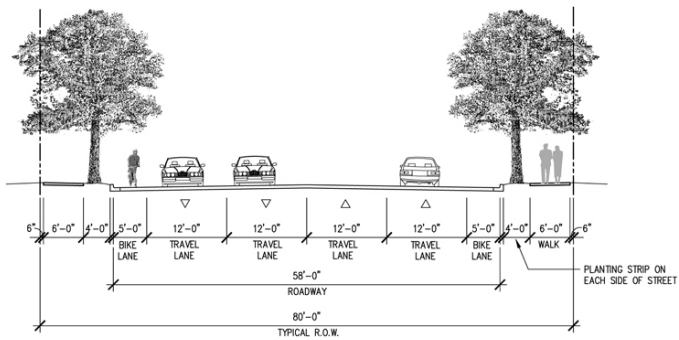 6" 6'-0" 4'-0" 5'-0" 12'-0" 12'-0" 12'-0" 12'-0" 5'-0" 4'-0" 6'-0" 6"
BIKE LANE TRAVEL LANE TRAVEL LANE TRAVEL LANE TRAVEL LANE BIKE LANE WALK
PLANTING STRIP ON
EACH SIDE OF STREET
58'-0"
ROADWAY
80'-0"
TYPICAL R.O.W.